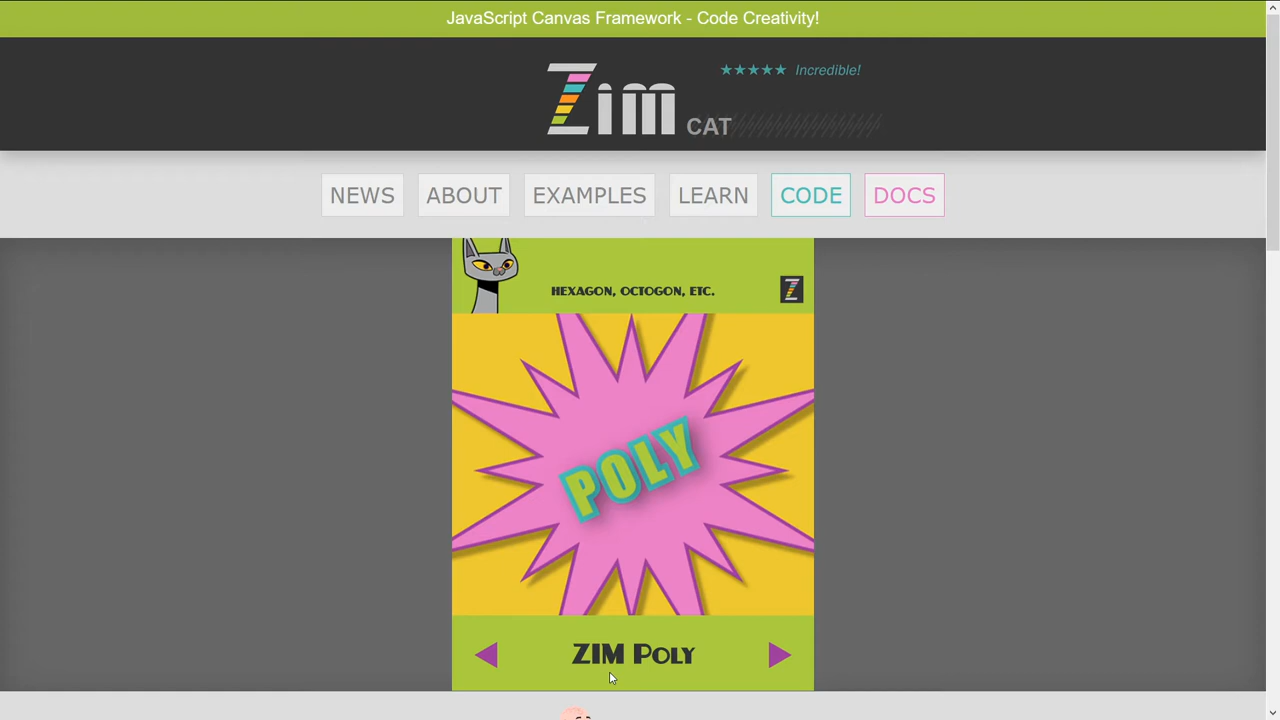 JavaScript Canvas Framework - Code Creativity!
Zim
★★★★★ Incredible!
CAT
NEWS
ABOUT
EXAMPLES
LEARN
CODE
DOCS
HEXAGON, OCTOGON, ETC.
Z
POLY
ZIM POLY